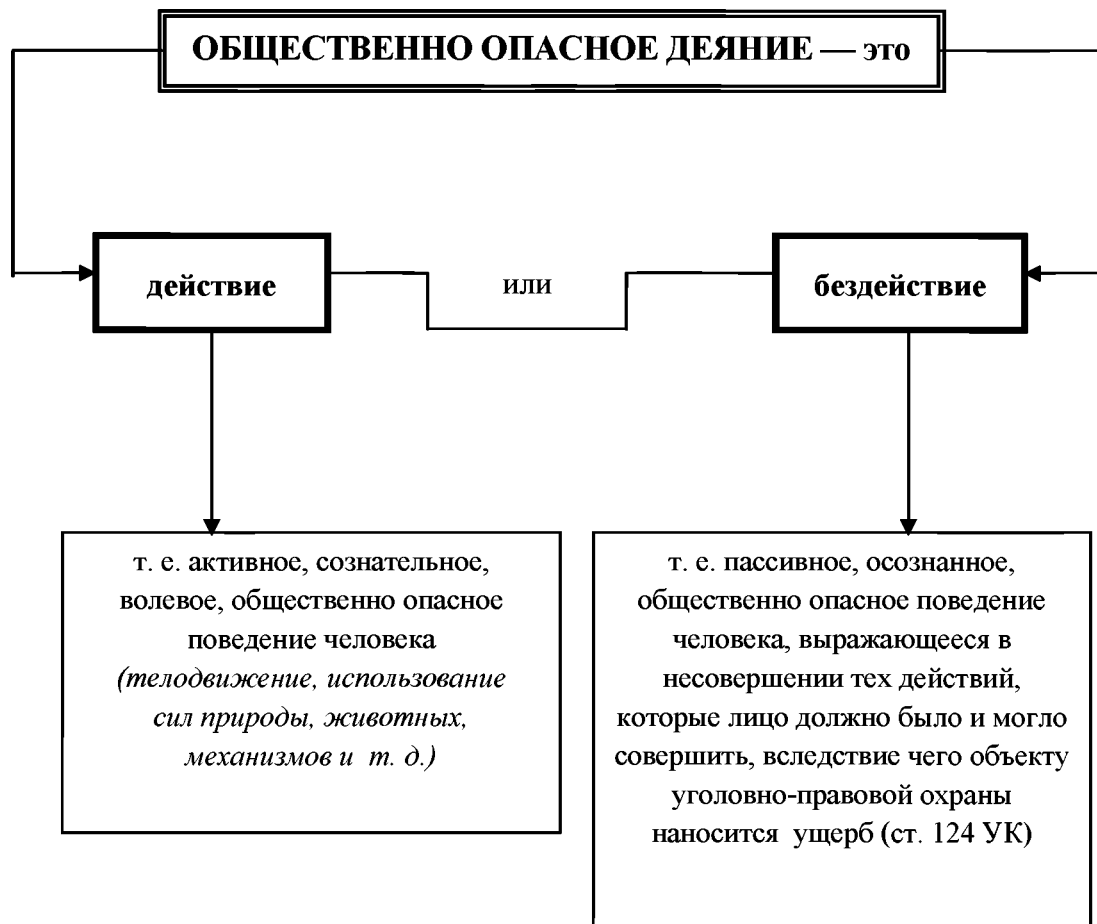 ОБЩЕСТВЕННО ОПАСНОЕ ДЕЯНИЕ — это
действие
или
бездействие
т. е. активное, сознательное,
волевое, общественно опасное
поведение человека
(телодвижение, использование
сил природы, животных,
механизмов и т. д.)
т. е. пассивное, осознанное,
общественно опасное поведение
человека, выражающееся в
несовершении тех действий,
которые лицо должно было и могло
совершить, вследствие чего объекту
уголовно-правовой охраны
наносится ущерб (ст. 124 УК)